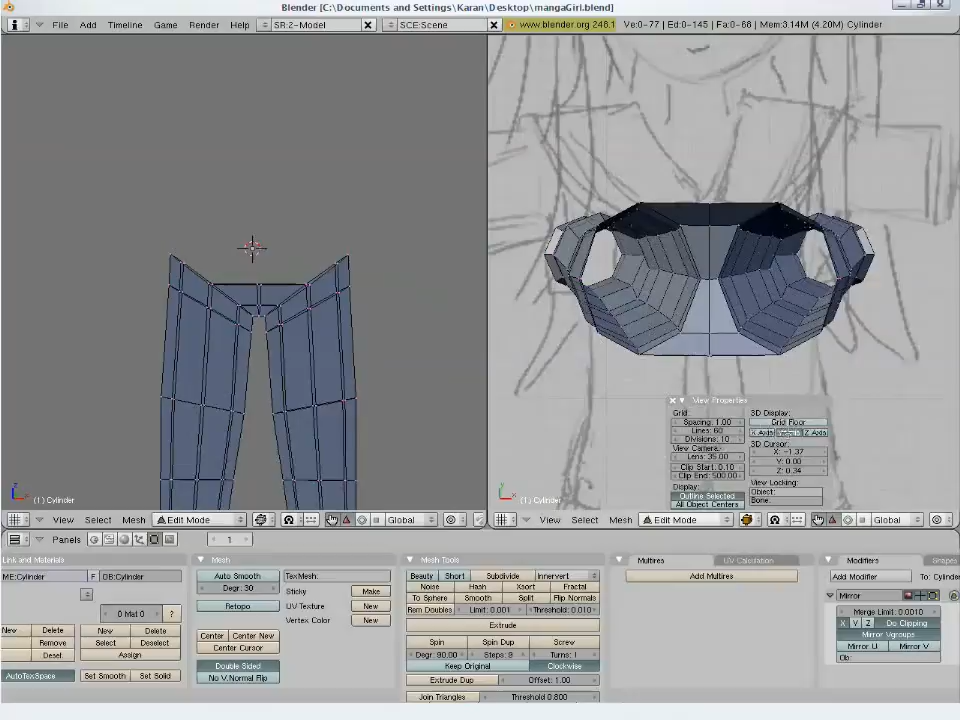 Blender [C:\Documents and Settings\Karan\Desktop\mangaGirl.blend]
File Add Timeline Game Render Help SR:2-Model SCE:Scene www.blender.org 248.1 Ve:0-77 | Ed:0-145 | Fa:0-68 | Mem:3.14M (4.20M) Cylinder
View Properties
Grid: 3D Display:
Spacing: 1.00 Grid Floor
Lines: 60 X Axis Z Axis
Divisions: 10 3D Cursor:
View Camera: X: -1.37
Lens: 35.00 Y: 0.00
Clip Start: 0.10 Z: 0.34
Clip End: 500.00 View Locking:
Display: Object:
Outline Selected Bone:
All Object Centers
(1) Cylinder
(1) Cylinder
View Select Mesh Edit Mode Global
View Select Mesh Edit Mode Global
Panels 1
Link and Materials Mesh Mesh Tools Multires UV Calculation Modifiers Shapes
ME:Cylinder F OB:Cylinder
0 Mat 0 ?
New Delete New Delete
Remove Select Deselect
Desel Assign
AutoTexSpace Set Smooth Set Solid
Auto Smooth TexMesh:
Degr: 30 Sticky Make
Retopo UV Texture New
Vertex Color New
Center Center New
Center Cursor
Double Sided
No V.Normal Flip
Beauty Short Subdivide Innervert
Noise Hash Xsort Fractal
To Sphere Smooth Split Flip Normals
Rem Doubles Limit: 0.001 Threshold: 0.010
Extrude
Spin Spin Dup Screw
Degr: 90.00 Steps: 9 Turns: 1
Keep Original Clockwise
Extrude Dup Offset: 1.00
Join Triangles Threshold 0.800
Add Multires
Add Modifier To: Cylinder
Mirror
Merge Limit: 0.0010
X Y Z Do Clipping
Mirror Vgroups
Mirror U Mirror V
Ob: